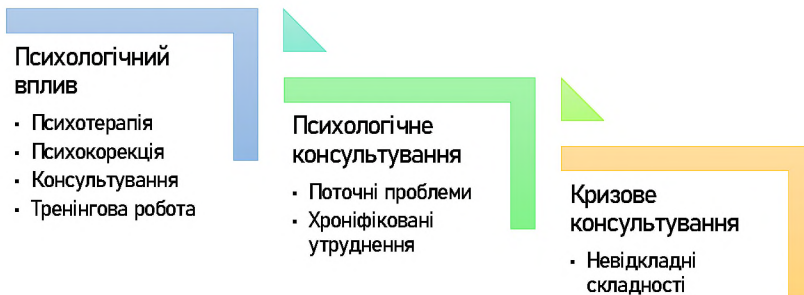 Психологічний
вплив
▪ Психотерапія
▪ Психокорекція
▪ Консультування
▪ Тренінгова робота
Психологічне
консультування
▪ Поточні проблеми
▪ Хроніфіковані
утруднення
Кризове
консультування
▪ Невідкладні
складності